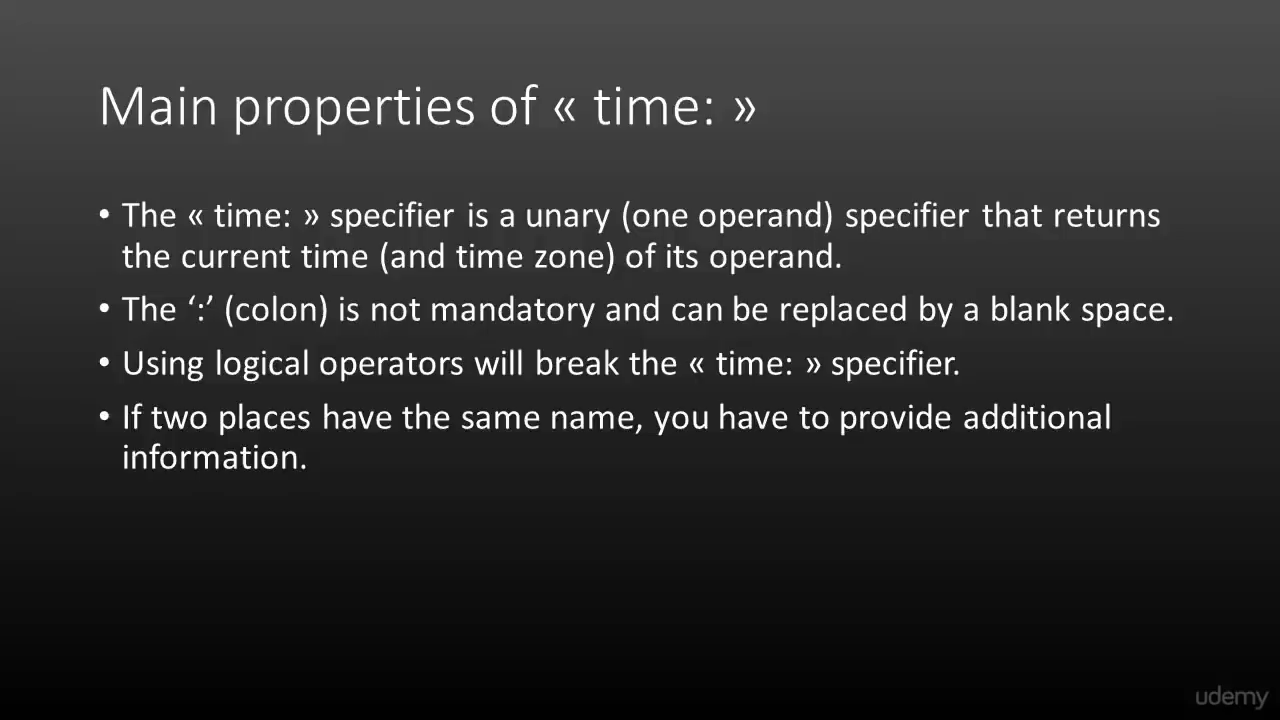 Main properties of « time: »
• The « time: » specifier is a unary (one operand) specifier that returns
the current time (and time zone) of its operand.
• The ‘:’ (colon) is not mandatory and can be replaced by a blank space.
• Using logical operators will break the « time: » specifier.
• If two places have the same name, you have to provide additional
information.
udemy